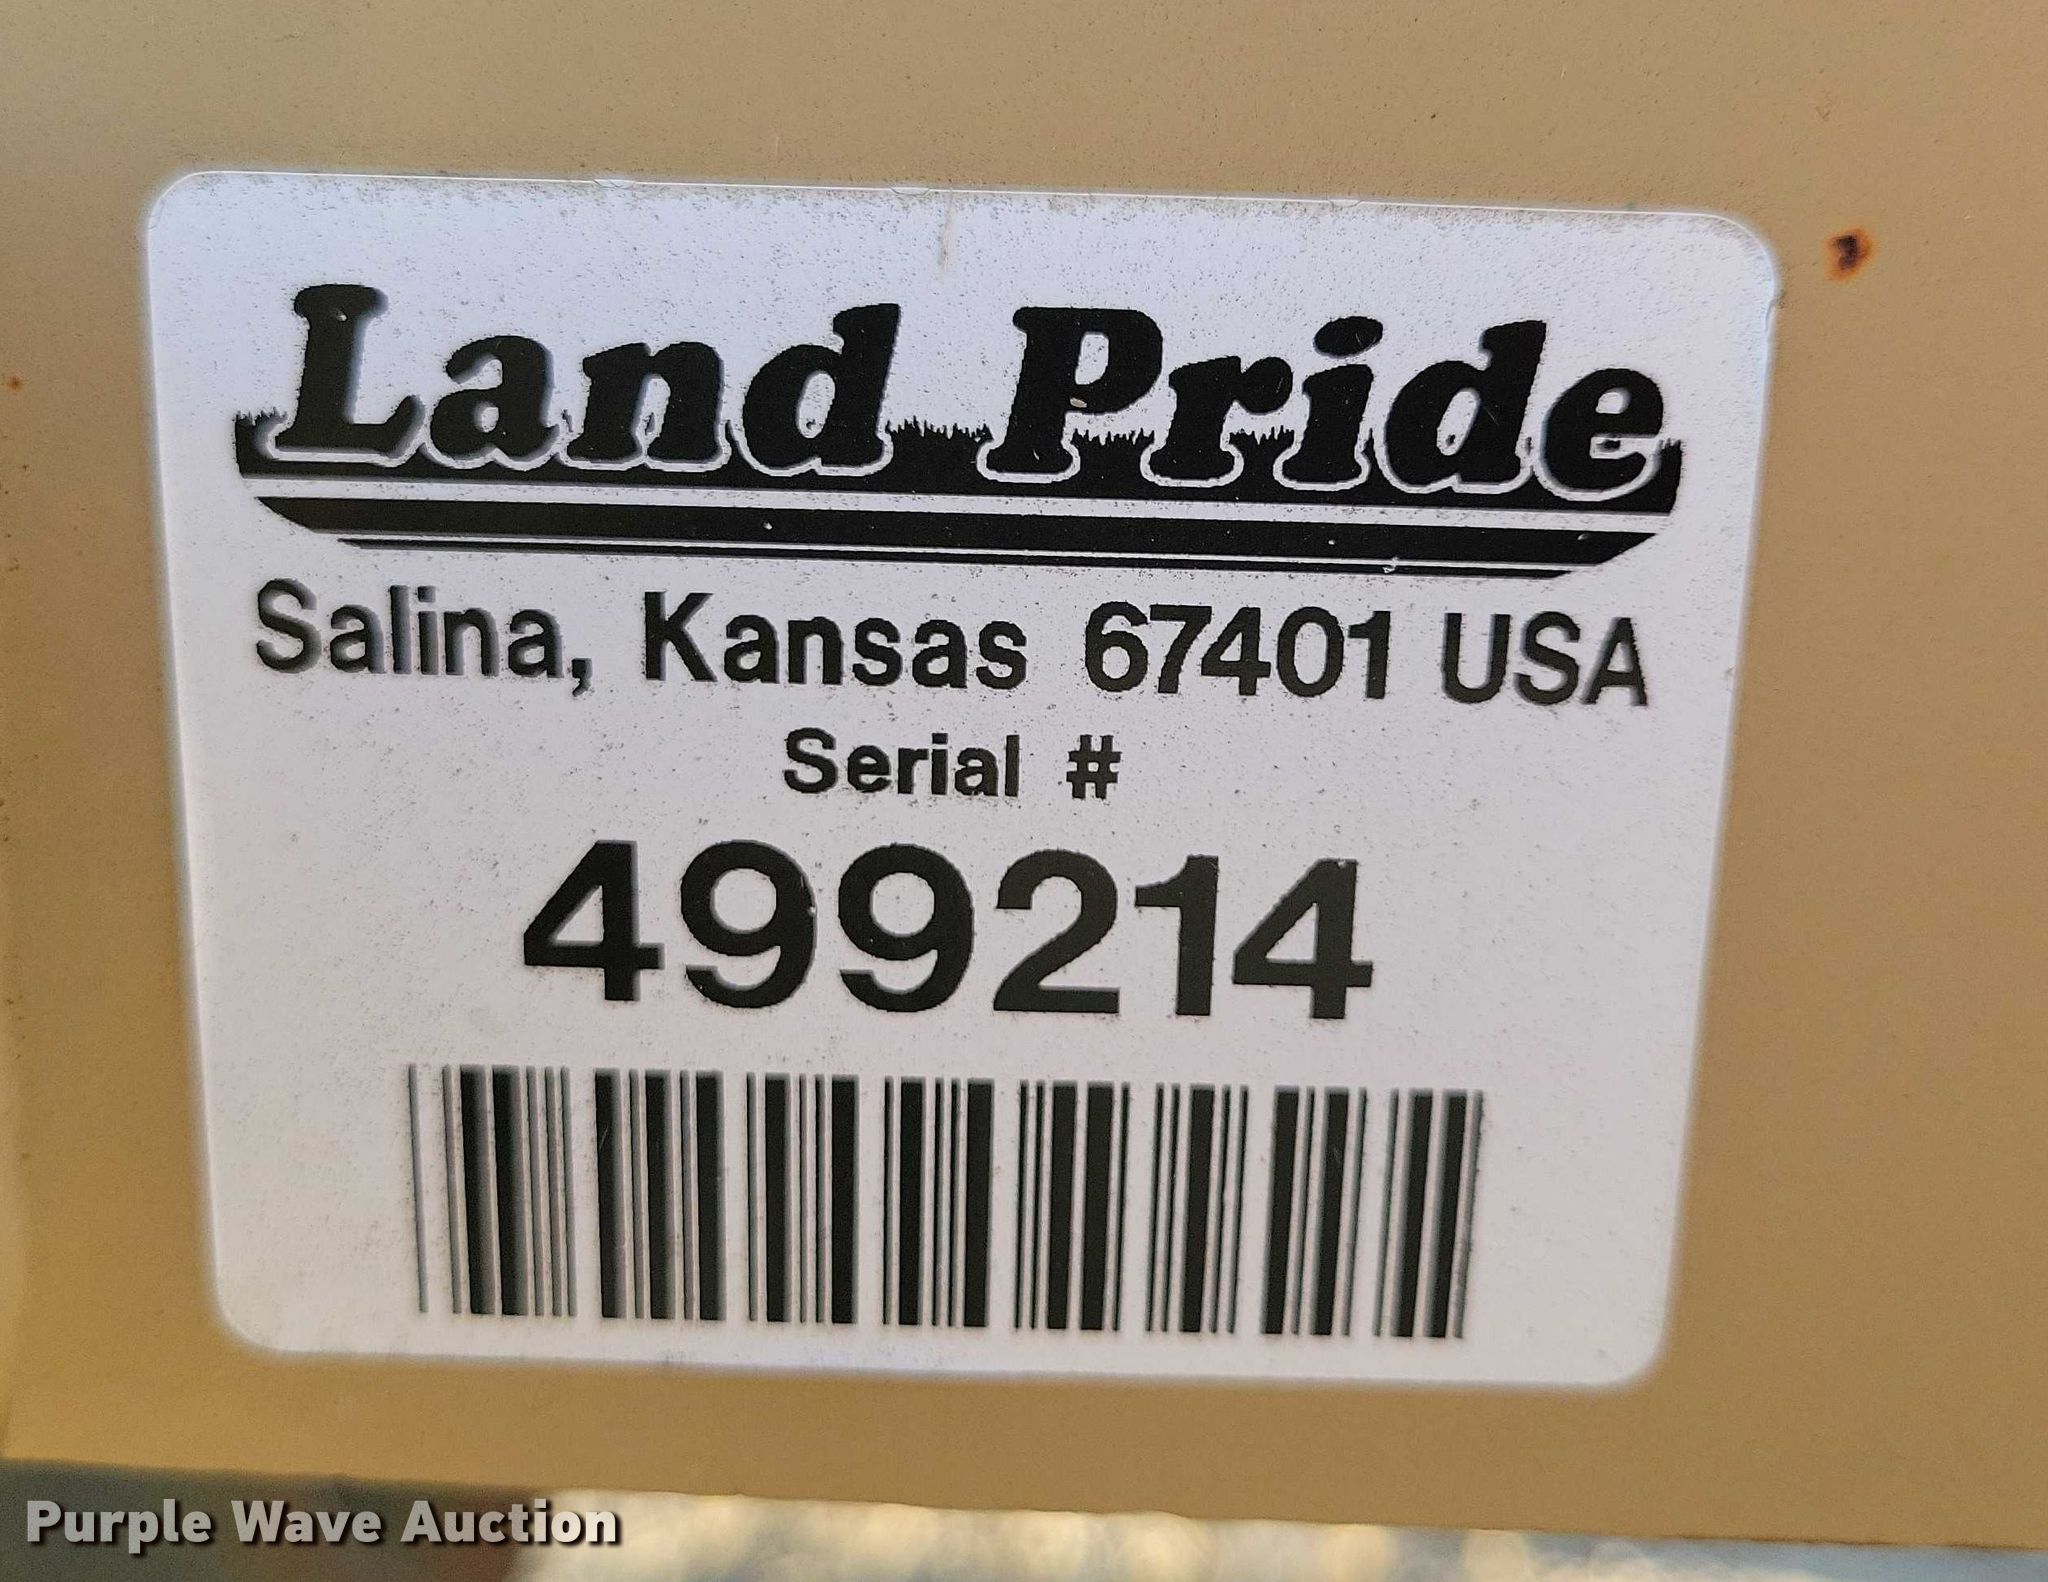 Land Pride
Salina, Kansas 67401 USA
Serial #
499214
Purple Wave Auction